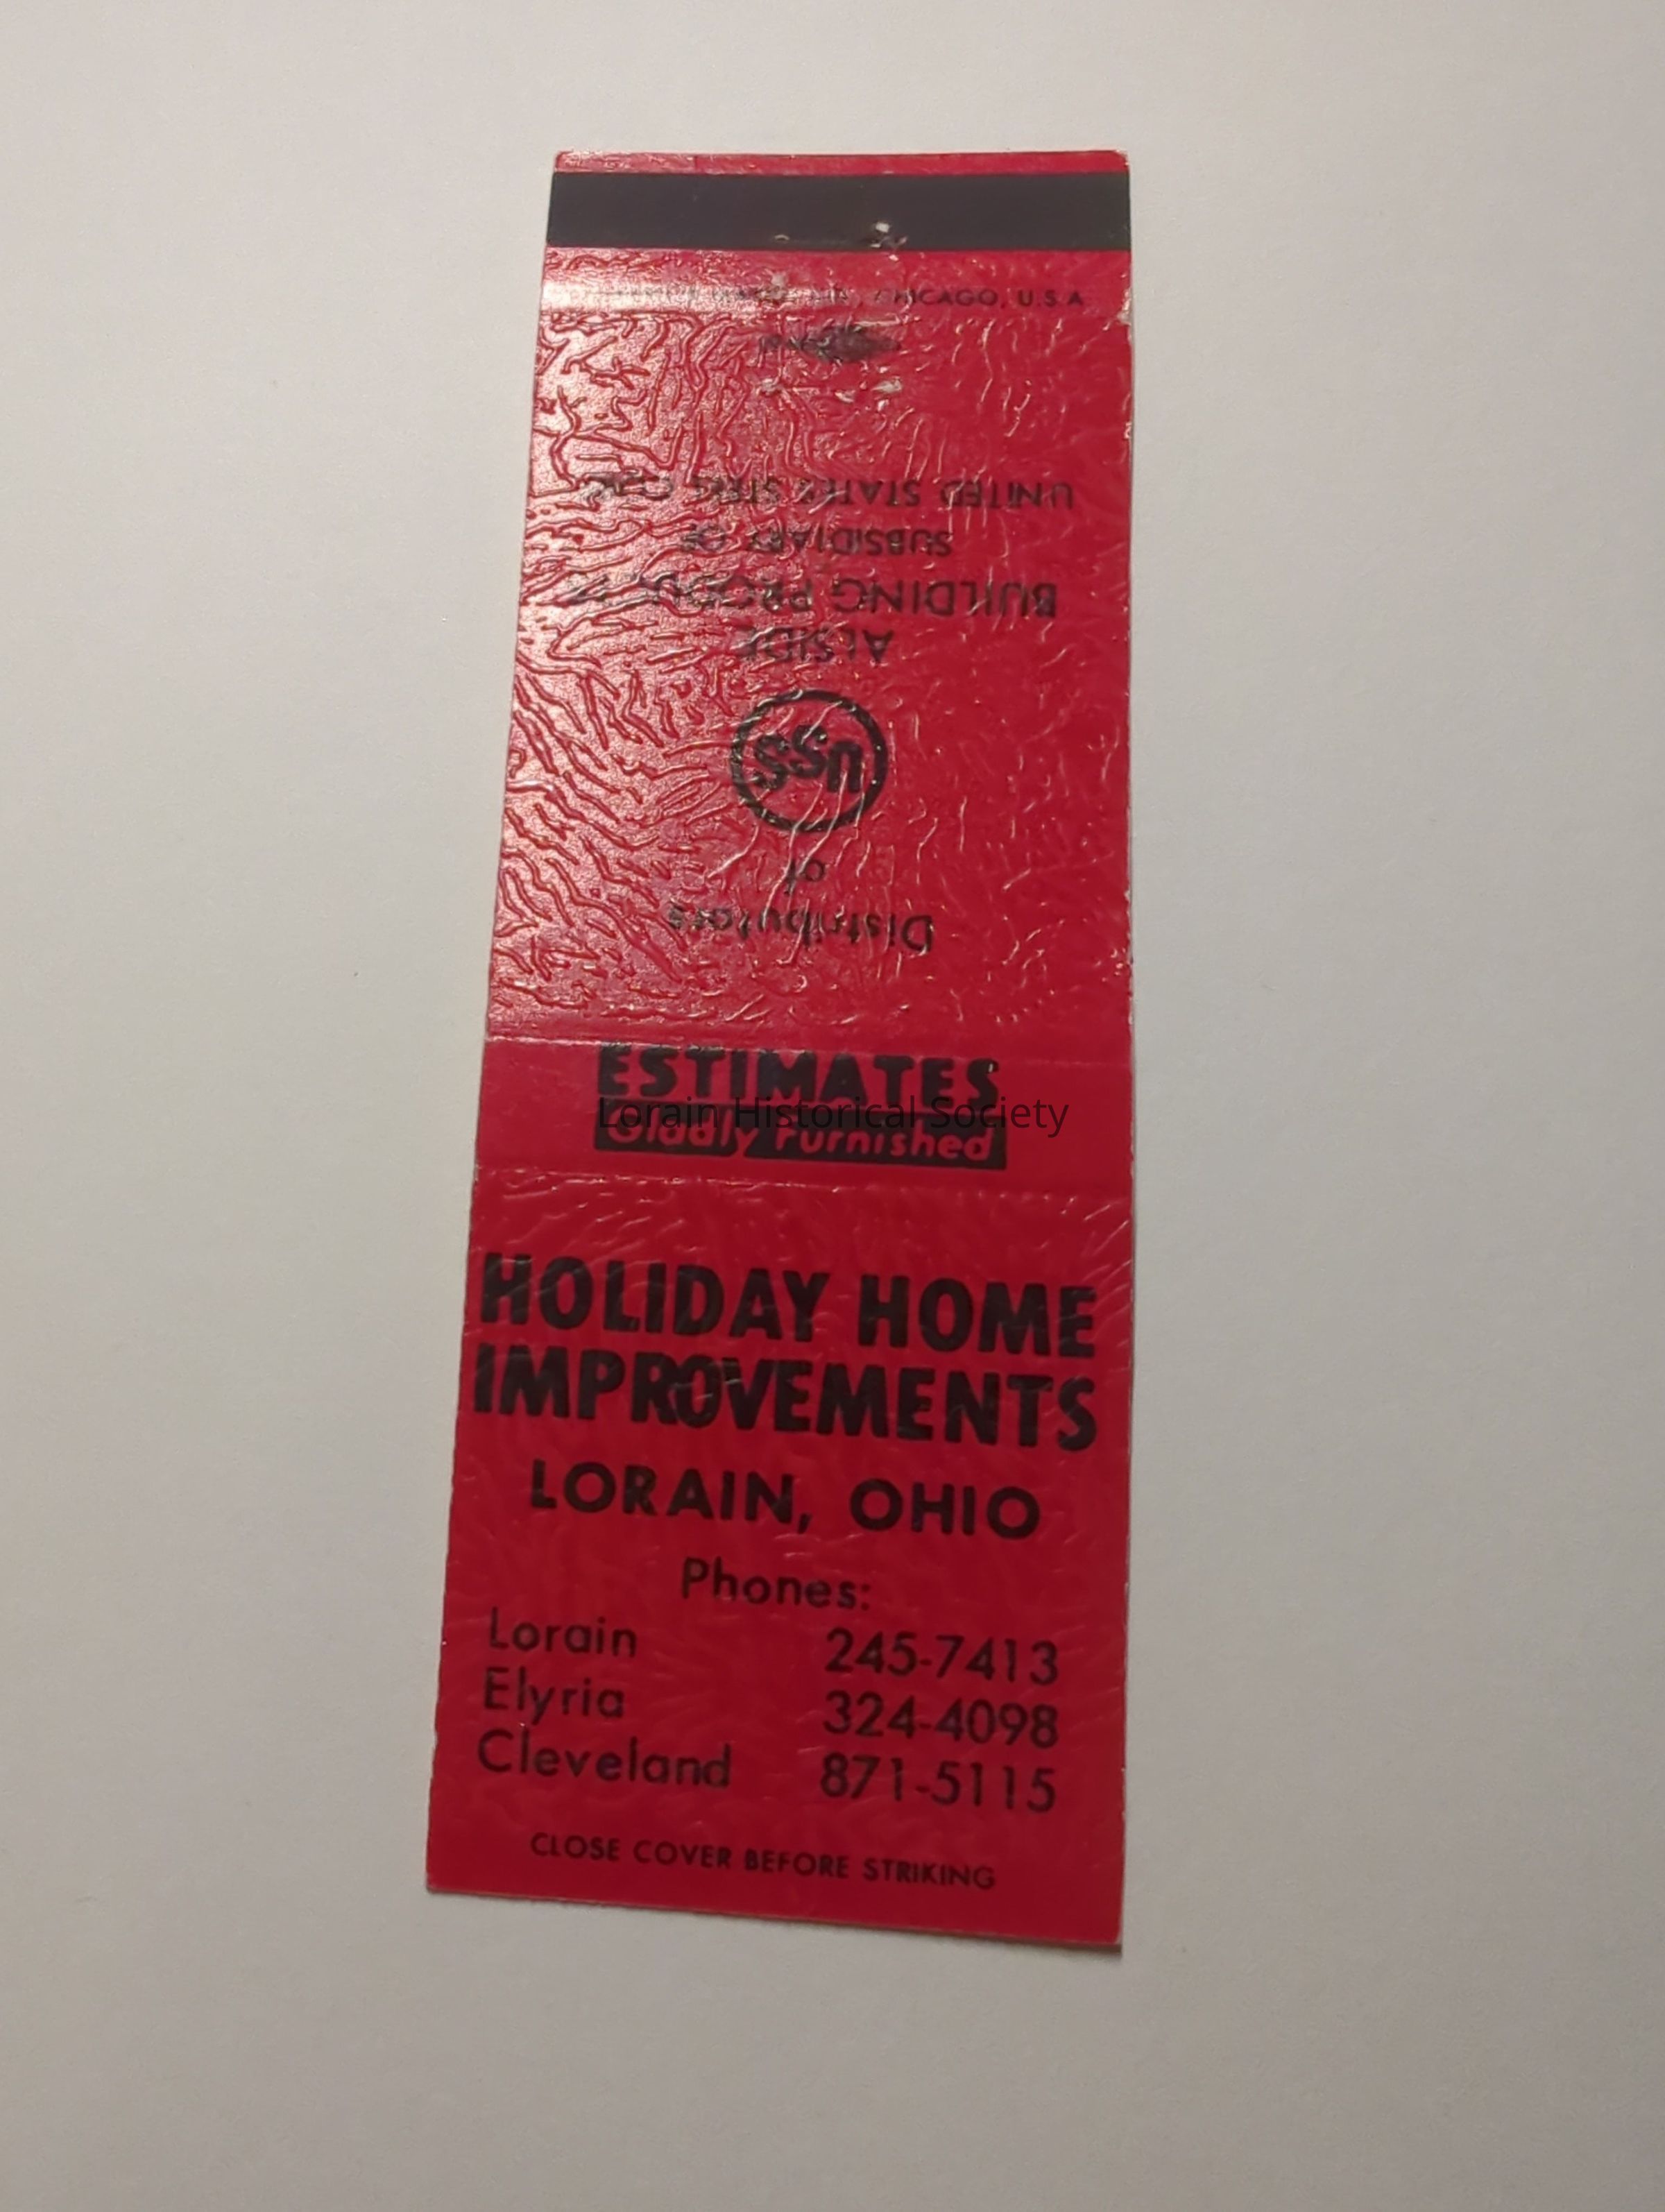 CHICAGO, U.S.A
Distributors
of
USS
ALSIDE
BUILDING PRODUCTS
SUBSIDIARY OF
UNITED STATES STEEL CORP.
ESTIMATES
Gladly Furnished
Lorain Historical Society
HOLIDAY HOME
IMPROVEMENTS
LORAIN, OHIO
Phones:
Lorain 245-7413
Elyria 324-4098
Cleveland 871-5115
CLOSE COVER BEFORE STRIKING